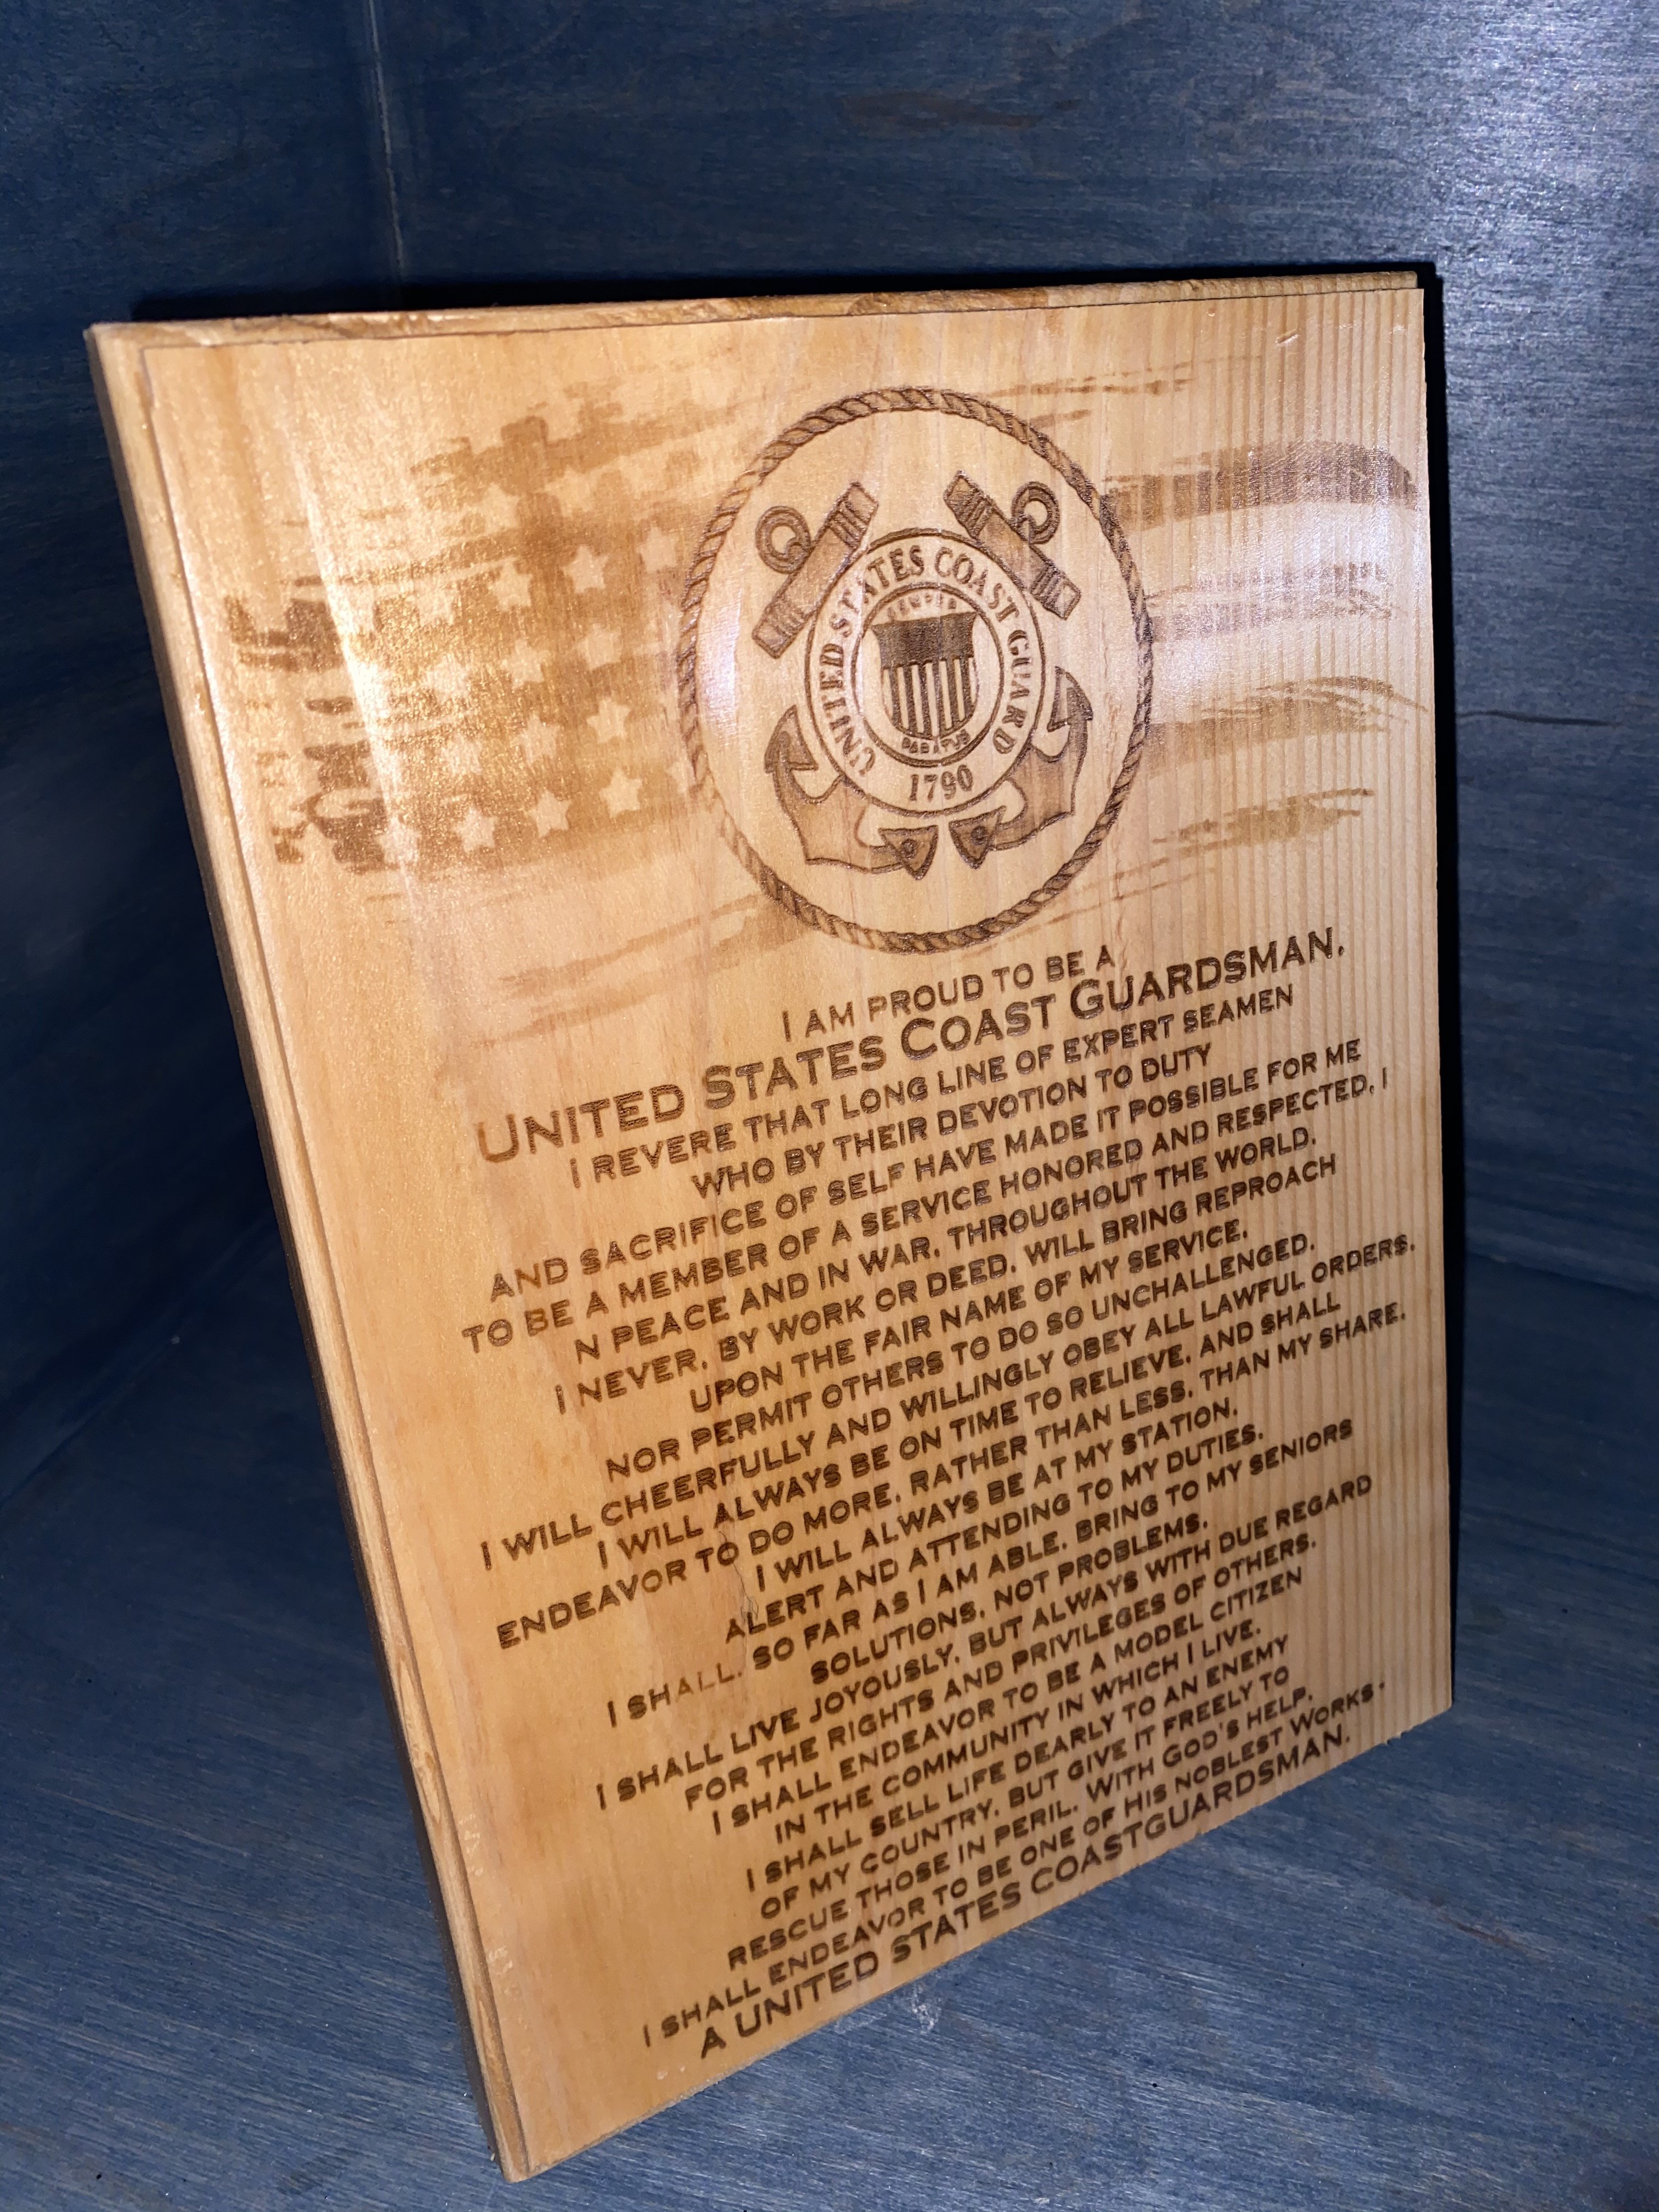 UNITED STATES COAST GUARD
SEMPER
PARATUS
1790
I AM PROUD TO BE A
UNITED STATES COAST GUARDSMAN.
I REVERE THAT LONG LINE OF EXPERT SEAMEN
WHO BY THEIR DEVOTION TO DUTY
AND SACRIFICE OF SELF HAVE MADE IT POSSIBLE FOR ME
TO BE A MEMBER OF A SERVICE HONORED AND RESPECTED, I
N PEACE AND IN WAR, THROUGHOUT THE WORLD.
I NEVER, BY WORK OR DEED, WILL BRING REPROACH
UPON THE FAIR NAME OF MY SERVICE,
NOR PERMIT OTHERS TO DO SO UNCHALLENGED.
I WILL CHEERFULLY AND WILLINGLY OBEY ALL LAWFUL ORDERS.
I WILL ALWAYS BE ON TIME TO RELIEVE, AND SHALL
ENDEAVOR TO DO MORE, RATHER THAN LESS, THAN MY SHARE.
I WILL ALWAYS BE AT MY STATION,
ALERT AND ATTENDING TO MY DUTIES.
I SHALL, SO FAR AS I AM ABLE, BRING TO MY SENIORS
SOLUTIONS, NOT PROBLEMS.
I SHALL LIVE JOYOUSLY, BUT ALWAYS WITH DUE REGARD
FOR THE RIGHTS AND PRIVILEGES OF OTHERS.
I SHALL ENDEAVOR TO BE A MODEL CITIZEN
IN THE COMMUNITY IN WHICH I LIVE.
I SHALL SELL LIFE DEARLY TO AN ENEMY
OF MY COUNTRY, BUT GIVE IT FREELY TO
RESCUE THOSE IN PERIL. WITH GOD'S HELP,
I SHALL ENDEAVOR TO BE ONE OF HIS NOBLEST WORKS -
A UNITED STATES COASTGUARDSMAN.